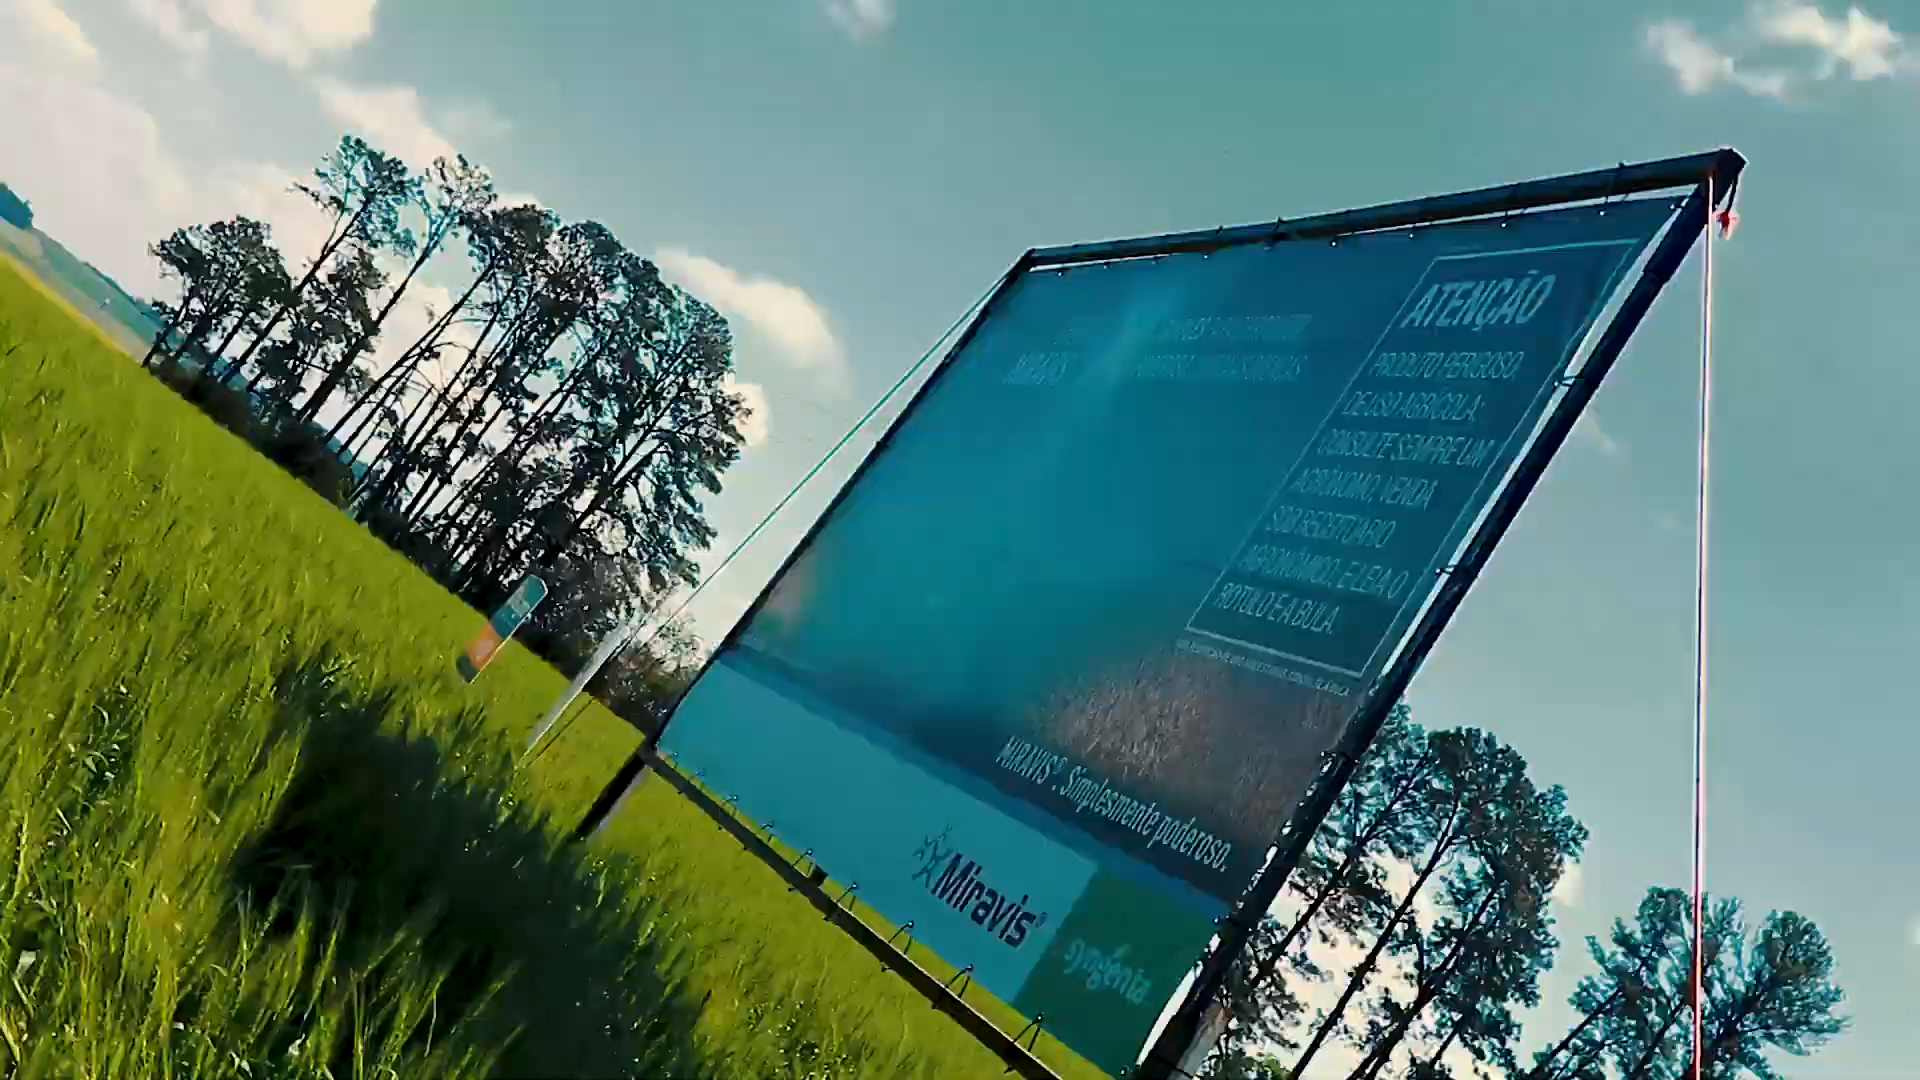 MIRAVIS
ATENÇÃO
PRODUTO PERIGOSO,
DE USO AGRÍCOLA;
CONSULTE SEMPRE UM
AGRÔNOMO, VENDA
SOB RECEITUÁRIO
AGRONÔMICO, E LEIA O
RÓTULO E A BULA.
MIRAVIS®. Simplesmente poderoso.
Miravis®
syngenta